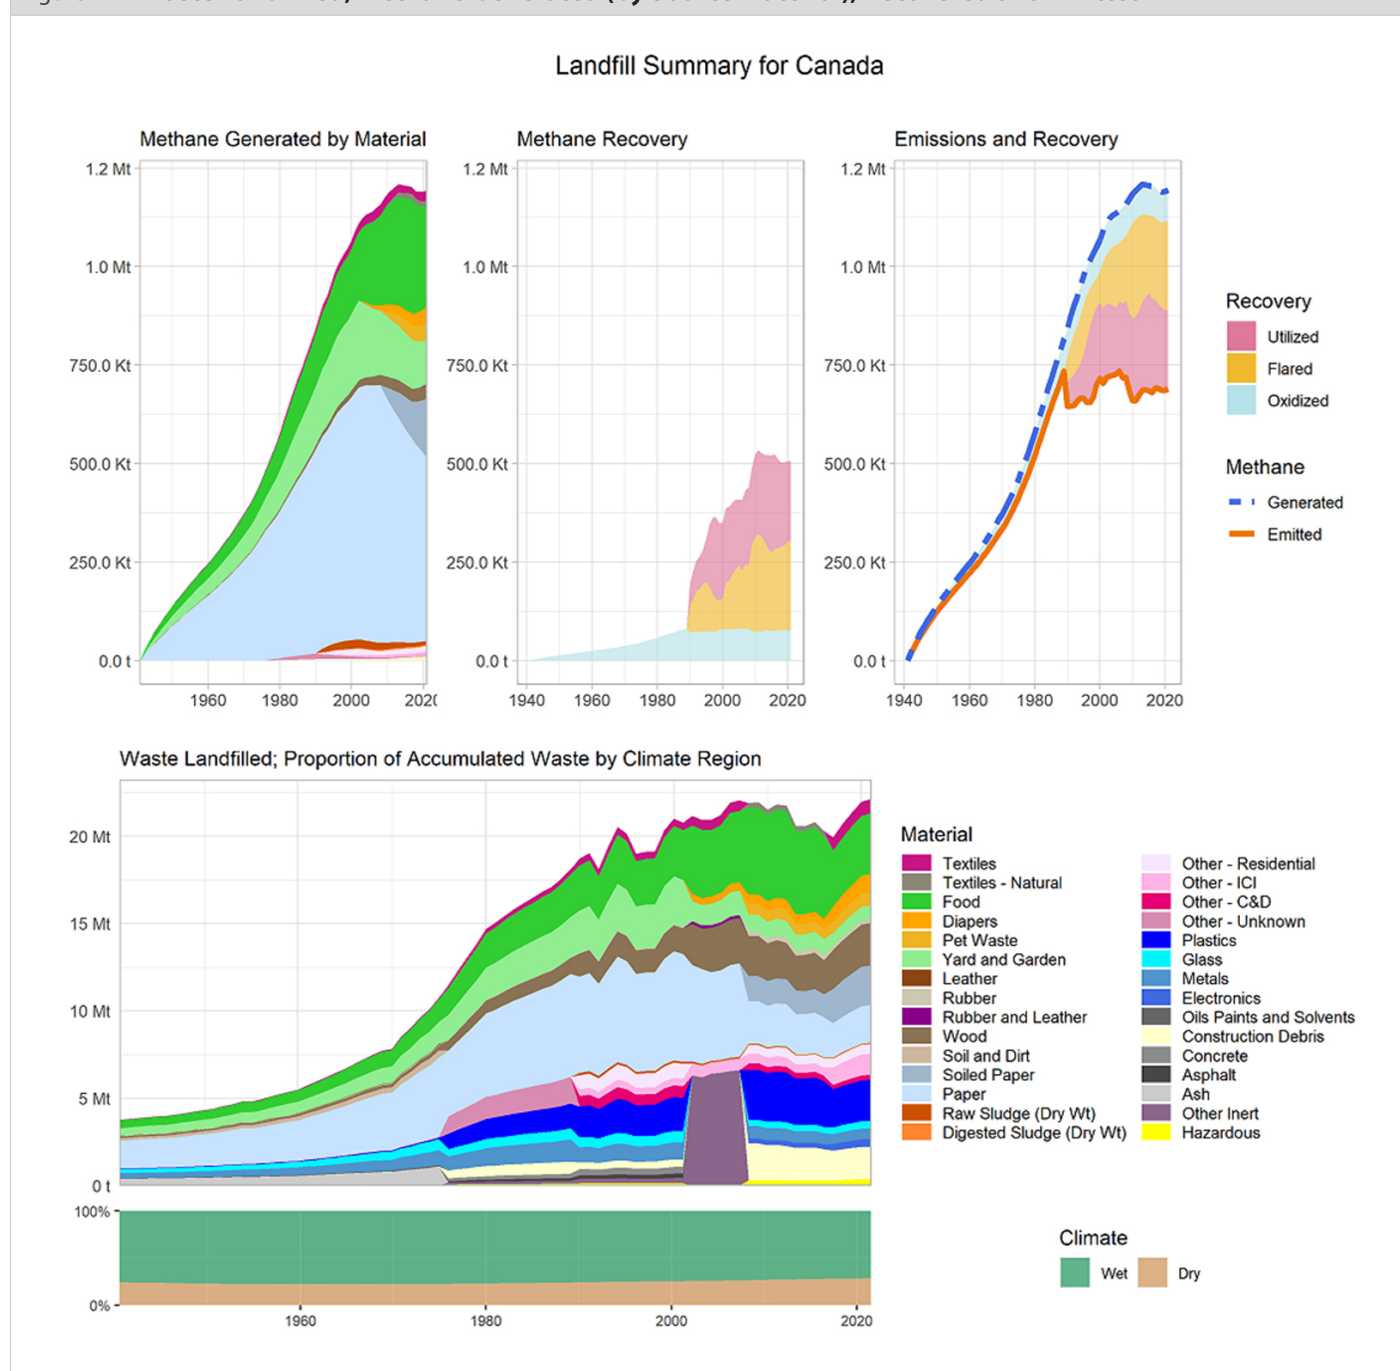 Landfill Summary for Canada
Methane Generated by Material
1.2 Mt
1.0 Mt
750.0 Kt
500.0 Kt
250.0 Kt
0.0 t
1960 1980 2000
Methane Recovery
1.2 Mt
1.0 Mt
750.0 Kt
500.0 Kt
250.0 Kt
0.0 t
1940 1960 1980 2000 2020
Emissions and Recovery
1.2 Mt
1.0 Mt
750.0 Kt
500.0 Kt
250.0 Kt
0.0 t
1940 1960 1980 2000 2020
Recovery
Utilized
Flared
Oxidized
Methane
Generated
Emitted
Waste Landfilled; Proportion of Accumulated Waste by Climate Region
20 Mt
15 Mt
10 Mt
5 Mt
0 t
100%
0%
1960 1980 2000 2020
Material
Textiles
Textiles - Natural
Food
Diapers
Pet Waste
Yard and Garden
Leather
Rubber
Rubber and Leather
Wood
Soil and Dirt
Soiled Paper
Paper
Raw Sludge (Dry Wt)
Digested Sludge (Dry Wt)
Other - Residential
Other - ICI
Other - C&D
Other - Unknown
Plastics
Glass
Metals
Electronics
Oils Paints and Solvents
Construction Debris
Concrete
Asphalt
Ash
Other Inert
Hazardous
Climate
Wet
Dry